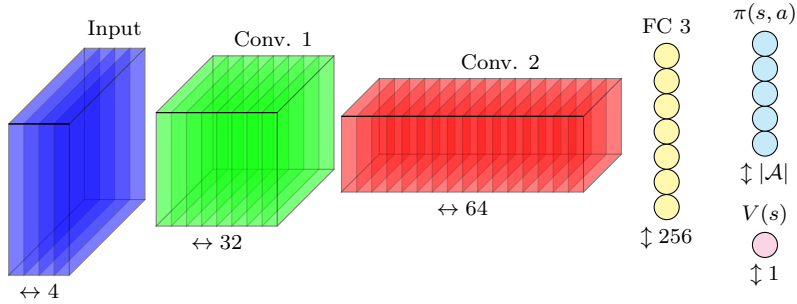 Input
↔ 4
Conv. 1
↔ 32
Conv. 2
↔ 64
FC 3
↕ 256
π(s, a)
↕ |𝒜|
V(s)
↕ 1